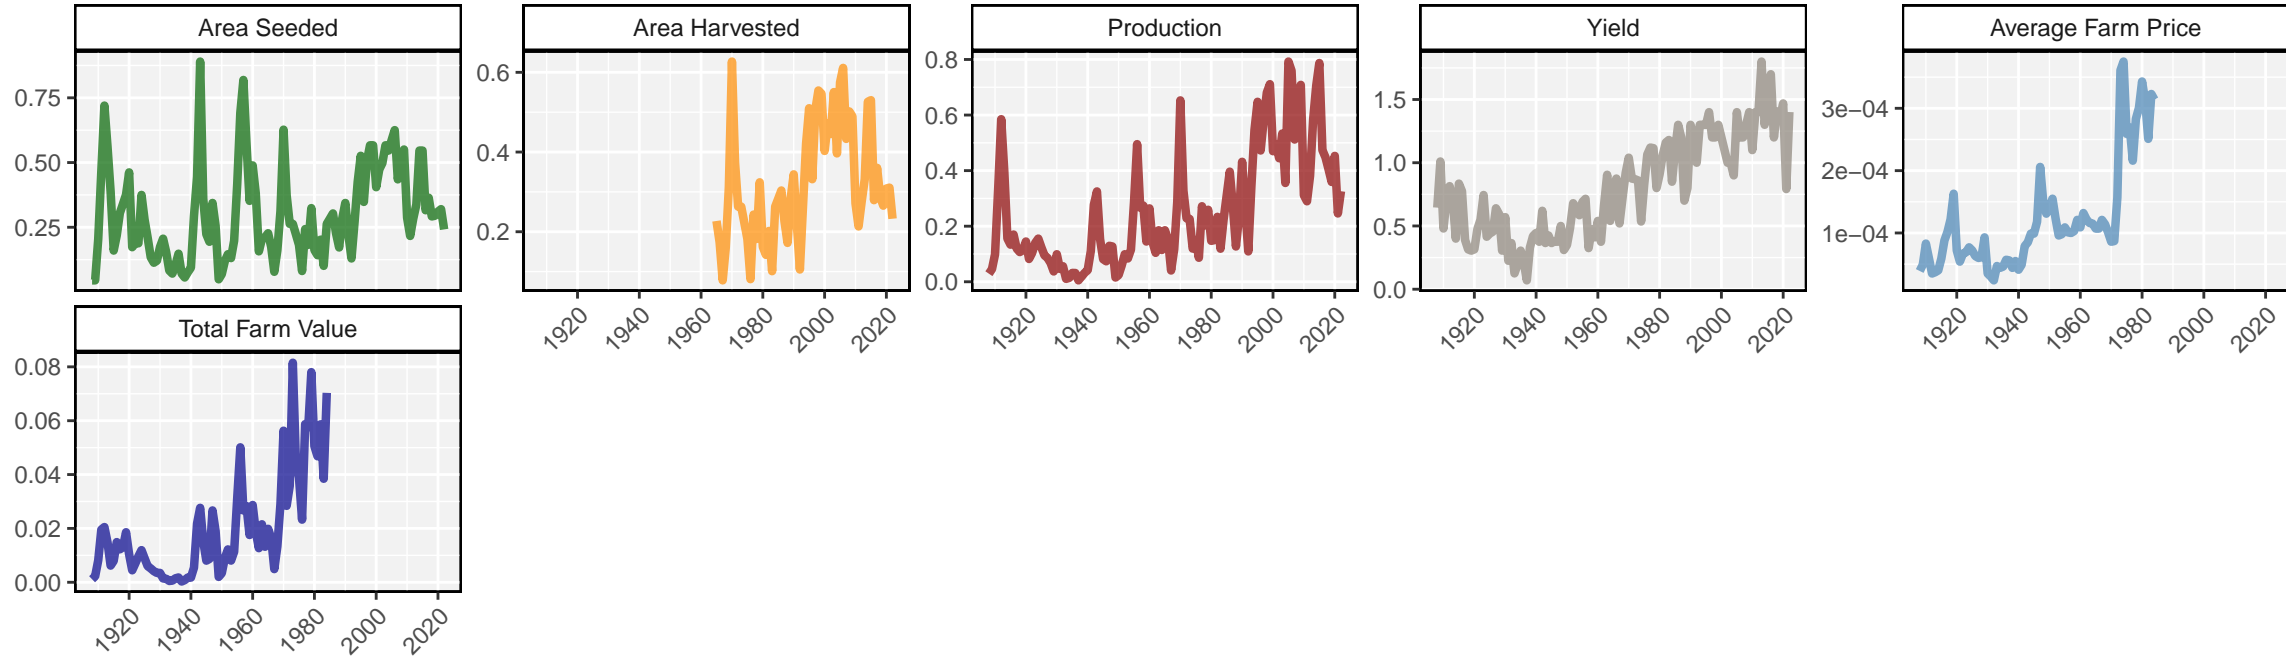 Area Seeded
Area Harvested
Production
Yield
Average Farm Price
0.75
0.50
0.25
0.6
0.4
0.2
0.8
0.6
0.4
0.2
0.0
1.5
1.0
0.5
0.0
3e−04
2e−04
1e−04
1920 1940 1960 1980 2000 2020
1920 1940 1960 1980 2000 2020
1920 1940 1960 1980 2000 2020
1920 1940 1960 1980 2000 2020
Total Farm Value
0.08
0.06
0.04
0.02
0.00
1920 1940 1960 1980 2000 2020